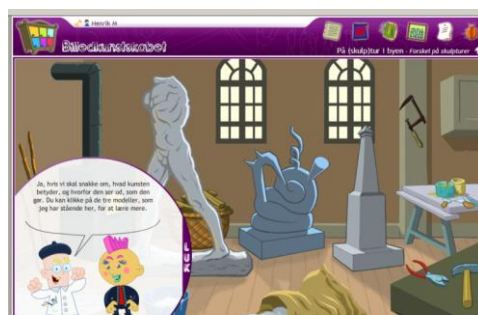 Henrik M
Billedkunstlokalet
På (skulp)tur i byen - Forskel på skulpturer
Ja, hvis vi skal snakke om, hvad kunsten
betyder, og hvorfor den ser ud, som den
gør. Du kan klikke på de tre modeller, som
jeg har stående her, for at lære mere.